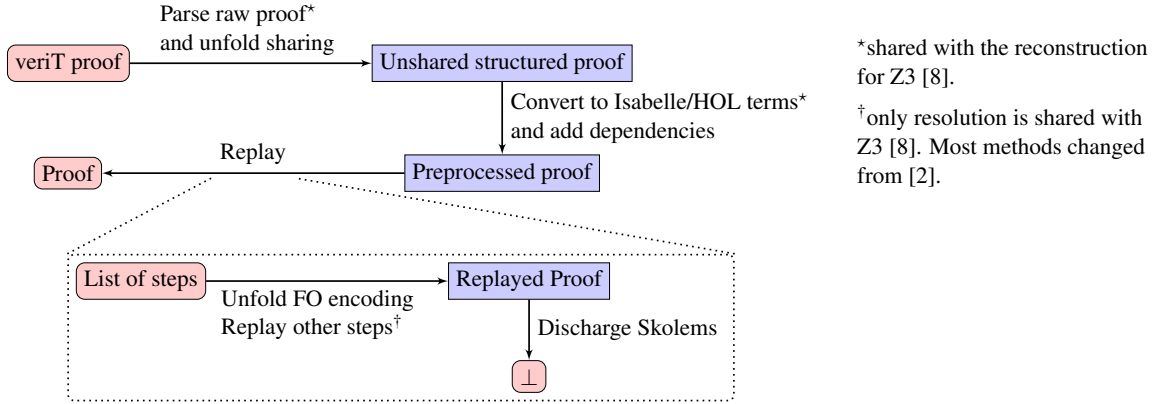 Parse raw proof⋆
and unfold sharing
veriT proof
Unshared structured proof
Convert to Isabelle/HOL terms⋆
and add dependencies
Replay
Proof
Preprocessed proof
List of steps
Unfold FO encoding
Replay other steps†
Replayed Proof
Discharge Skolems
⊥
⋆shared with the reconstruction
for Z3 [8].
†only resolution is shared with
Z3 [8]. Most methods changed
from [2].